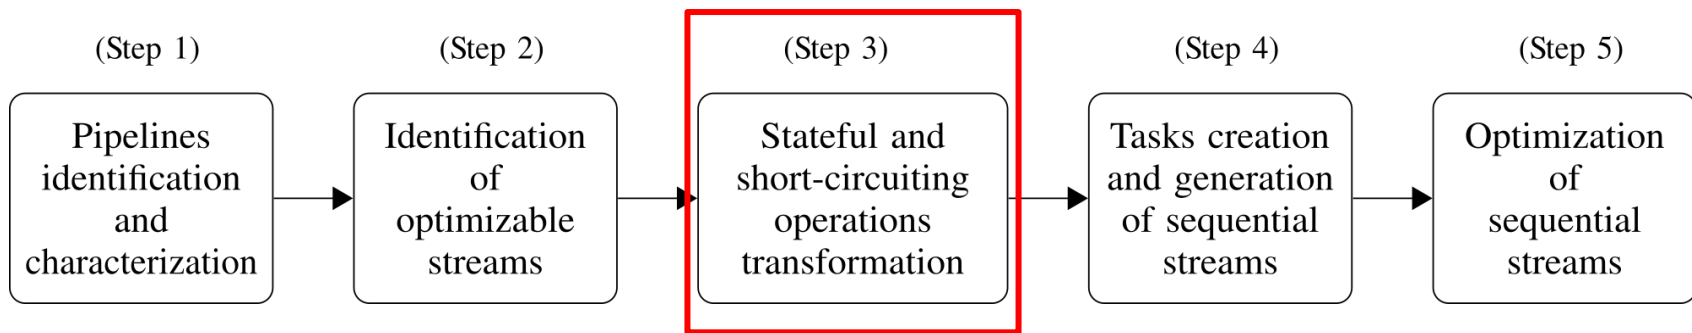 (Step 1)
Pipelines
identification
and
characterization
(Step 2)
Identification
of
optimizable
streams
(Step 3)
Stateful and
short-circuiting
operations
transformation
(Step 4)
Tasks creation
and generation
of sequential
streams
(Step 5)
Optimization
of
sequential
streams